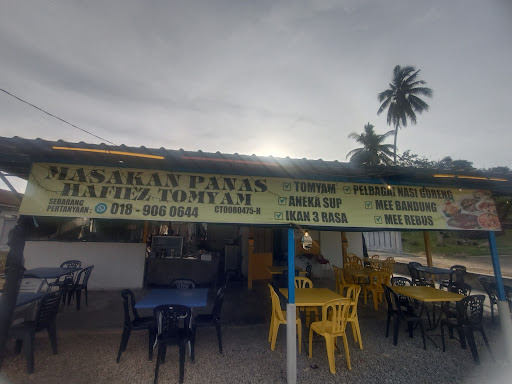 MASAKAN PANAS
HAFIEZ TOMYAM
SEBARANG
PERTANYAAN : 018 - 906 0644
CT0080475-H
TOMYAM
ANEKA SUP
IKAN 3 RASA
PELBAGAI NASI GORENG
MEE BANDUNG
MEE REBUS